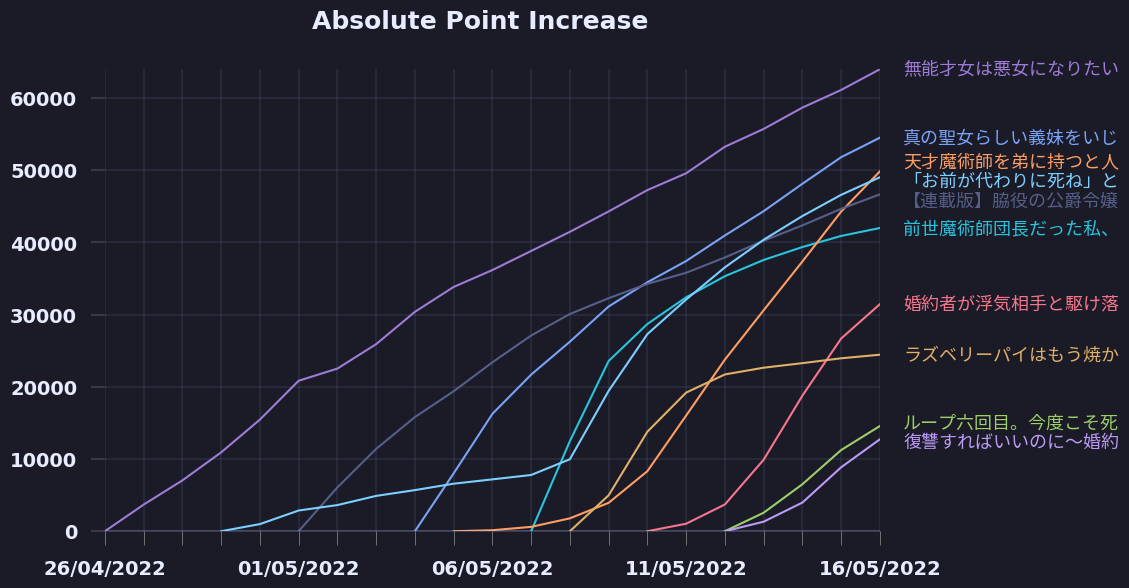 Absolute Point Increase
無能才女は悪女になりたい
60000
真の聖女らしい義妹をいじ
50000
天才魔術師を弟に持つと人
「お前が代わりに死ね」と
【連載版】脇役の公爵令嬢
40000
前世魔術師団長だった私、
30000
婚約者が浮気相手と駆け落
ラズベリーパイはもう焼か
20000
ループ六回目。今度こそ死
復讐すればいいのに～婚約
10000
0
26/04/2022
01/05/2022
06/05/2022
11/05/2022
16/05/2022